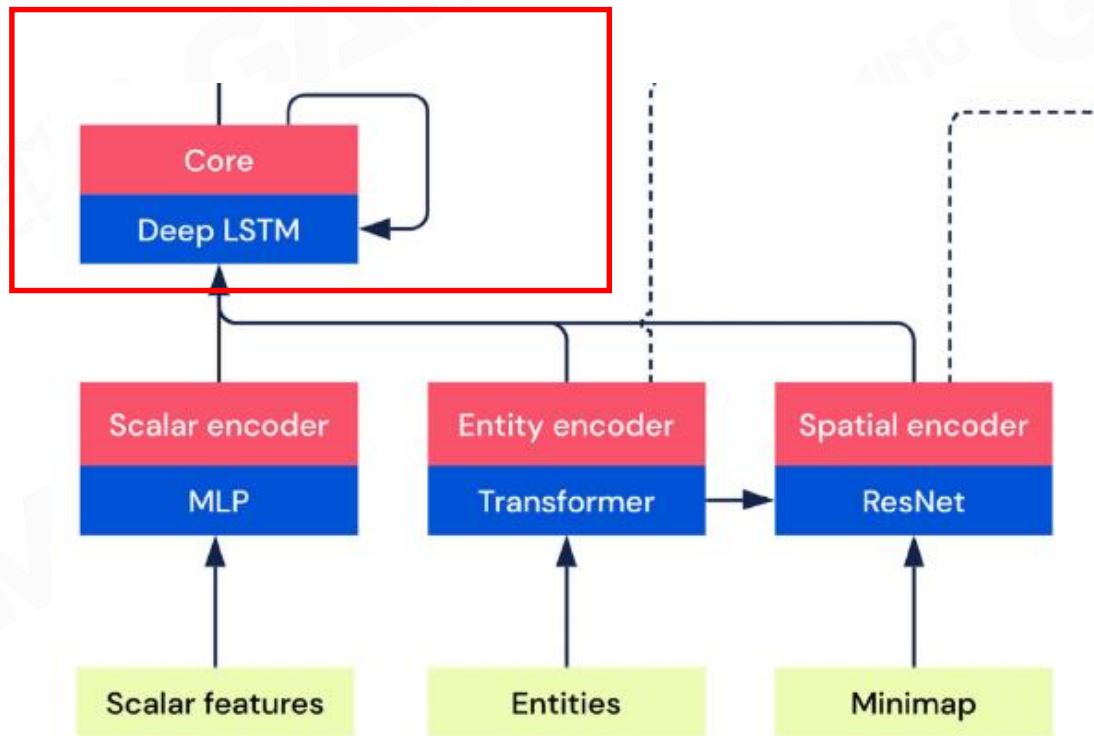 Core
Deep LSTM
Scalar encoder
Entity encoder
Spatial encoder
MLP
Transformer
ResNet
Scalar features
Entities
Minimap